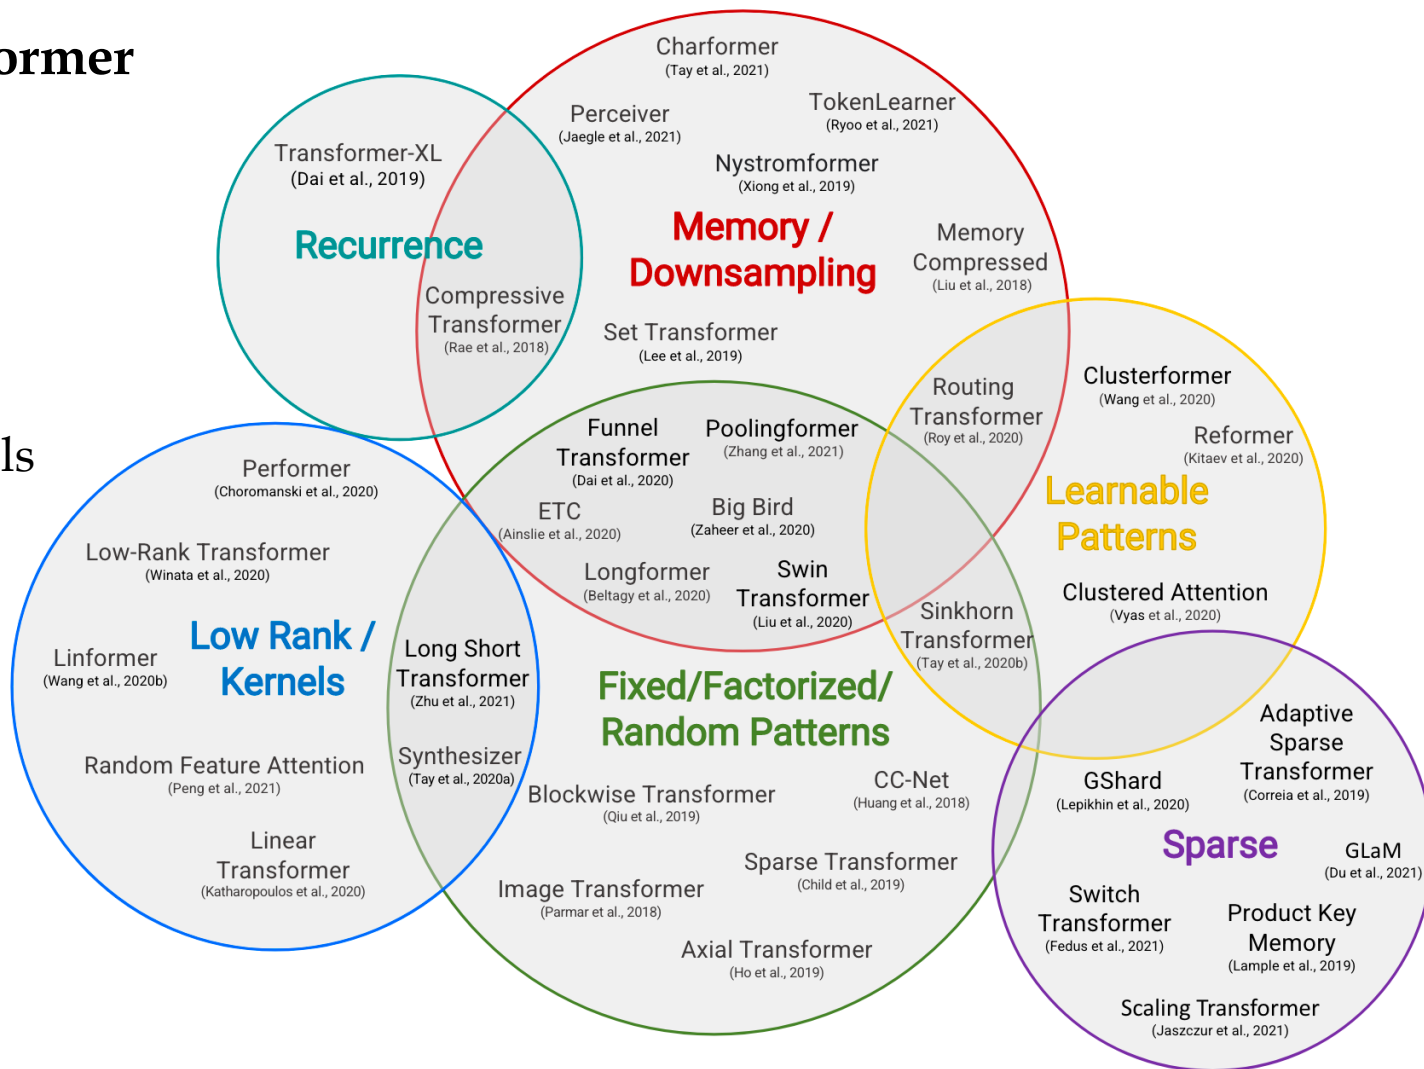 ormer
ls
Charformer
(Tay et al., 2021)
Perceiver
(Jaegle et al., 2021)
TokenLearner
(Ryoo et al., 2021)
Nystromformer
(Xiong et al., 2019)
Memory /
Downsampling
Memory
Compressed
(Liu et al., 2018)
Set Transformer
(Lee et al., 2019)
Transformer-XL
(Dai et al., 2019)
Recurrence
Compressive
Transformer
(Rae et al., 2018)
Funnel
Transformer
(Dai et al., 2020)
Poolingformer
(Zhang et al., 2021)
ETC
(Ainslie et al., 2020)
Big Bird
(Zaheer et al., 2020)
Longformer
(Beltagy et al., 2020)
Swin
Transformer
(Liu et al., 2020)
Routing
Transformer
(Roy et al., 2020)
Clusterformer
(Wang et al., 2020)
Reformer
(Kitaev et al., 2020)
Learnable
Patterns
Clustered Attention
(Vyas et al., 2020)
Sinkhorn
Transformer
(Tay et al., 2020b)
Performer
(Choromanski et al., 2020)
Low-Rank Transformer
(Winata et al., 2020)
Low Rank /
Kernels
Linformer
(Wang et al., 2020b)
Random Feature Attention
(Peng et al., 2021)
Linear
Transformer
(Katharopoulos et al., 2020)
Long Short
Transformer
(Zhu et al., 2021)
Synthesizer
(Tay et al., 2020a)
Fixed/Factorized/
Random Patterns
Blockwise Transformer
(Qiu et al., 2019)
CC-Net
(Huang et al., 2018)
Sparse Transformer
(Child et al., 2019)
Image Transformer
(Parmar et al., 2018)
Axial Transformer
(Ho et al., 2019)
Adaptive
Sparse
Transformer
(Correia et al., 2019)
GShard
(Lepikhin et al., 2020)
Sparse
GLaM
(Du et al., 2021)
Switch
Transformer
(Fedus et al., 2021)
Product Key
Memory
(Lample et al., 2019)
Scaling Transformer
(Jaszczur et al., 2021)